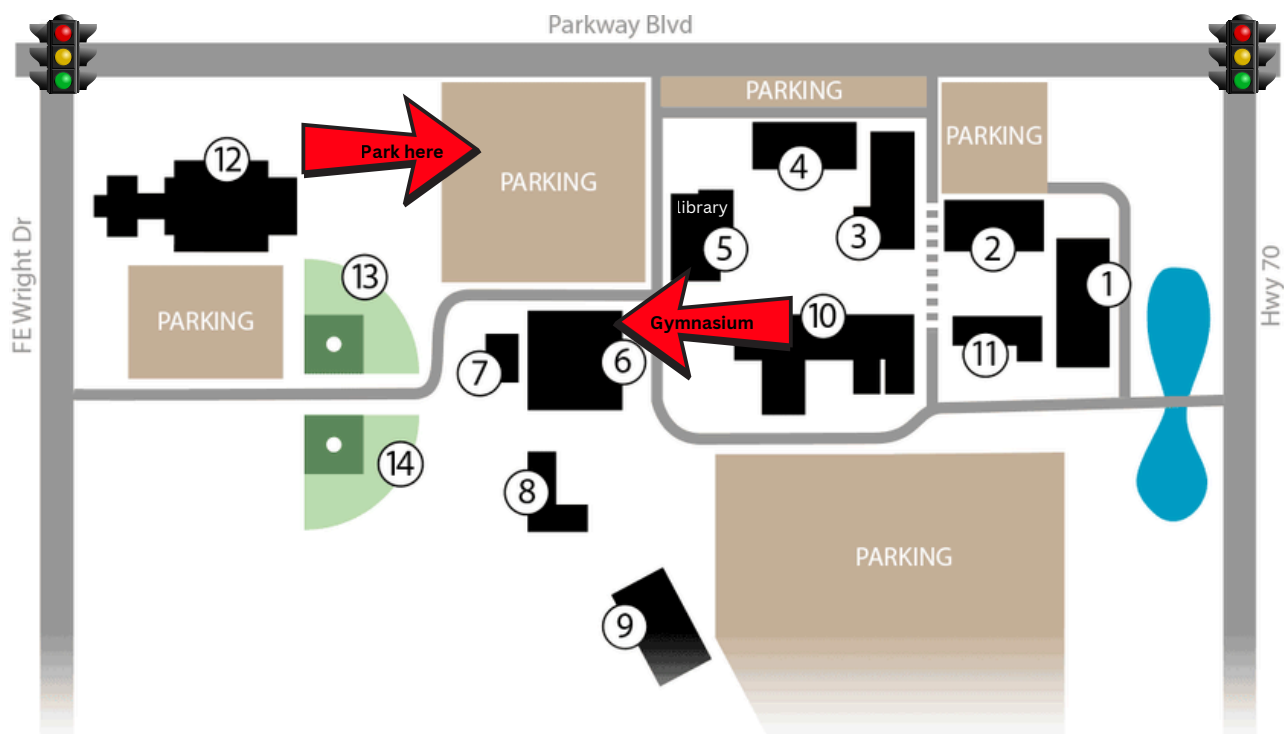 Parkway Blvd
PARKING
PARKING
12
Park here
4
PARKING
library
5
3
2
13
1
FE Wright Dr
Hwy 70
PARKING
Gymnasium
10
11
6
7
14
8
PARKING
9